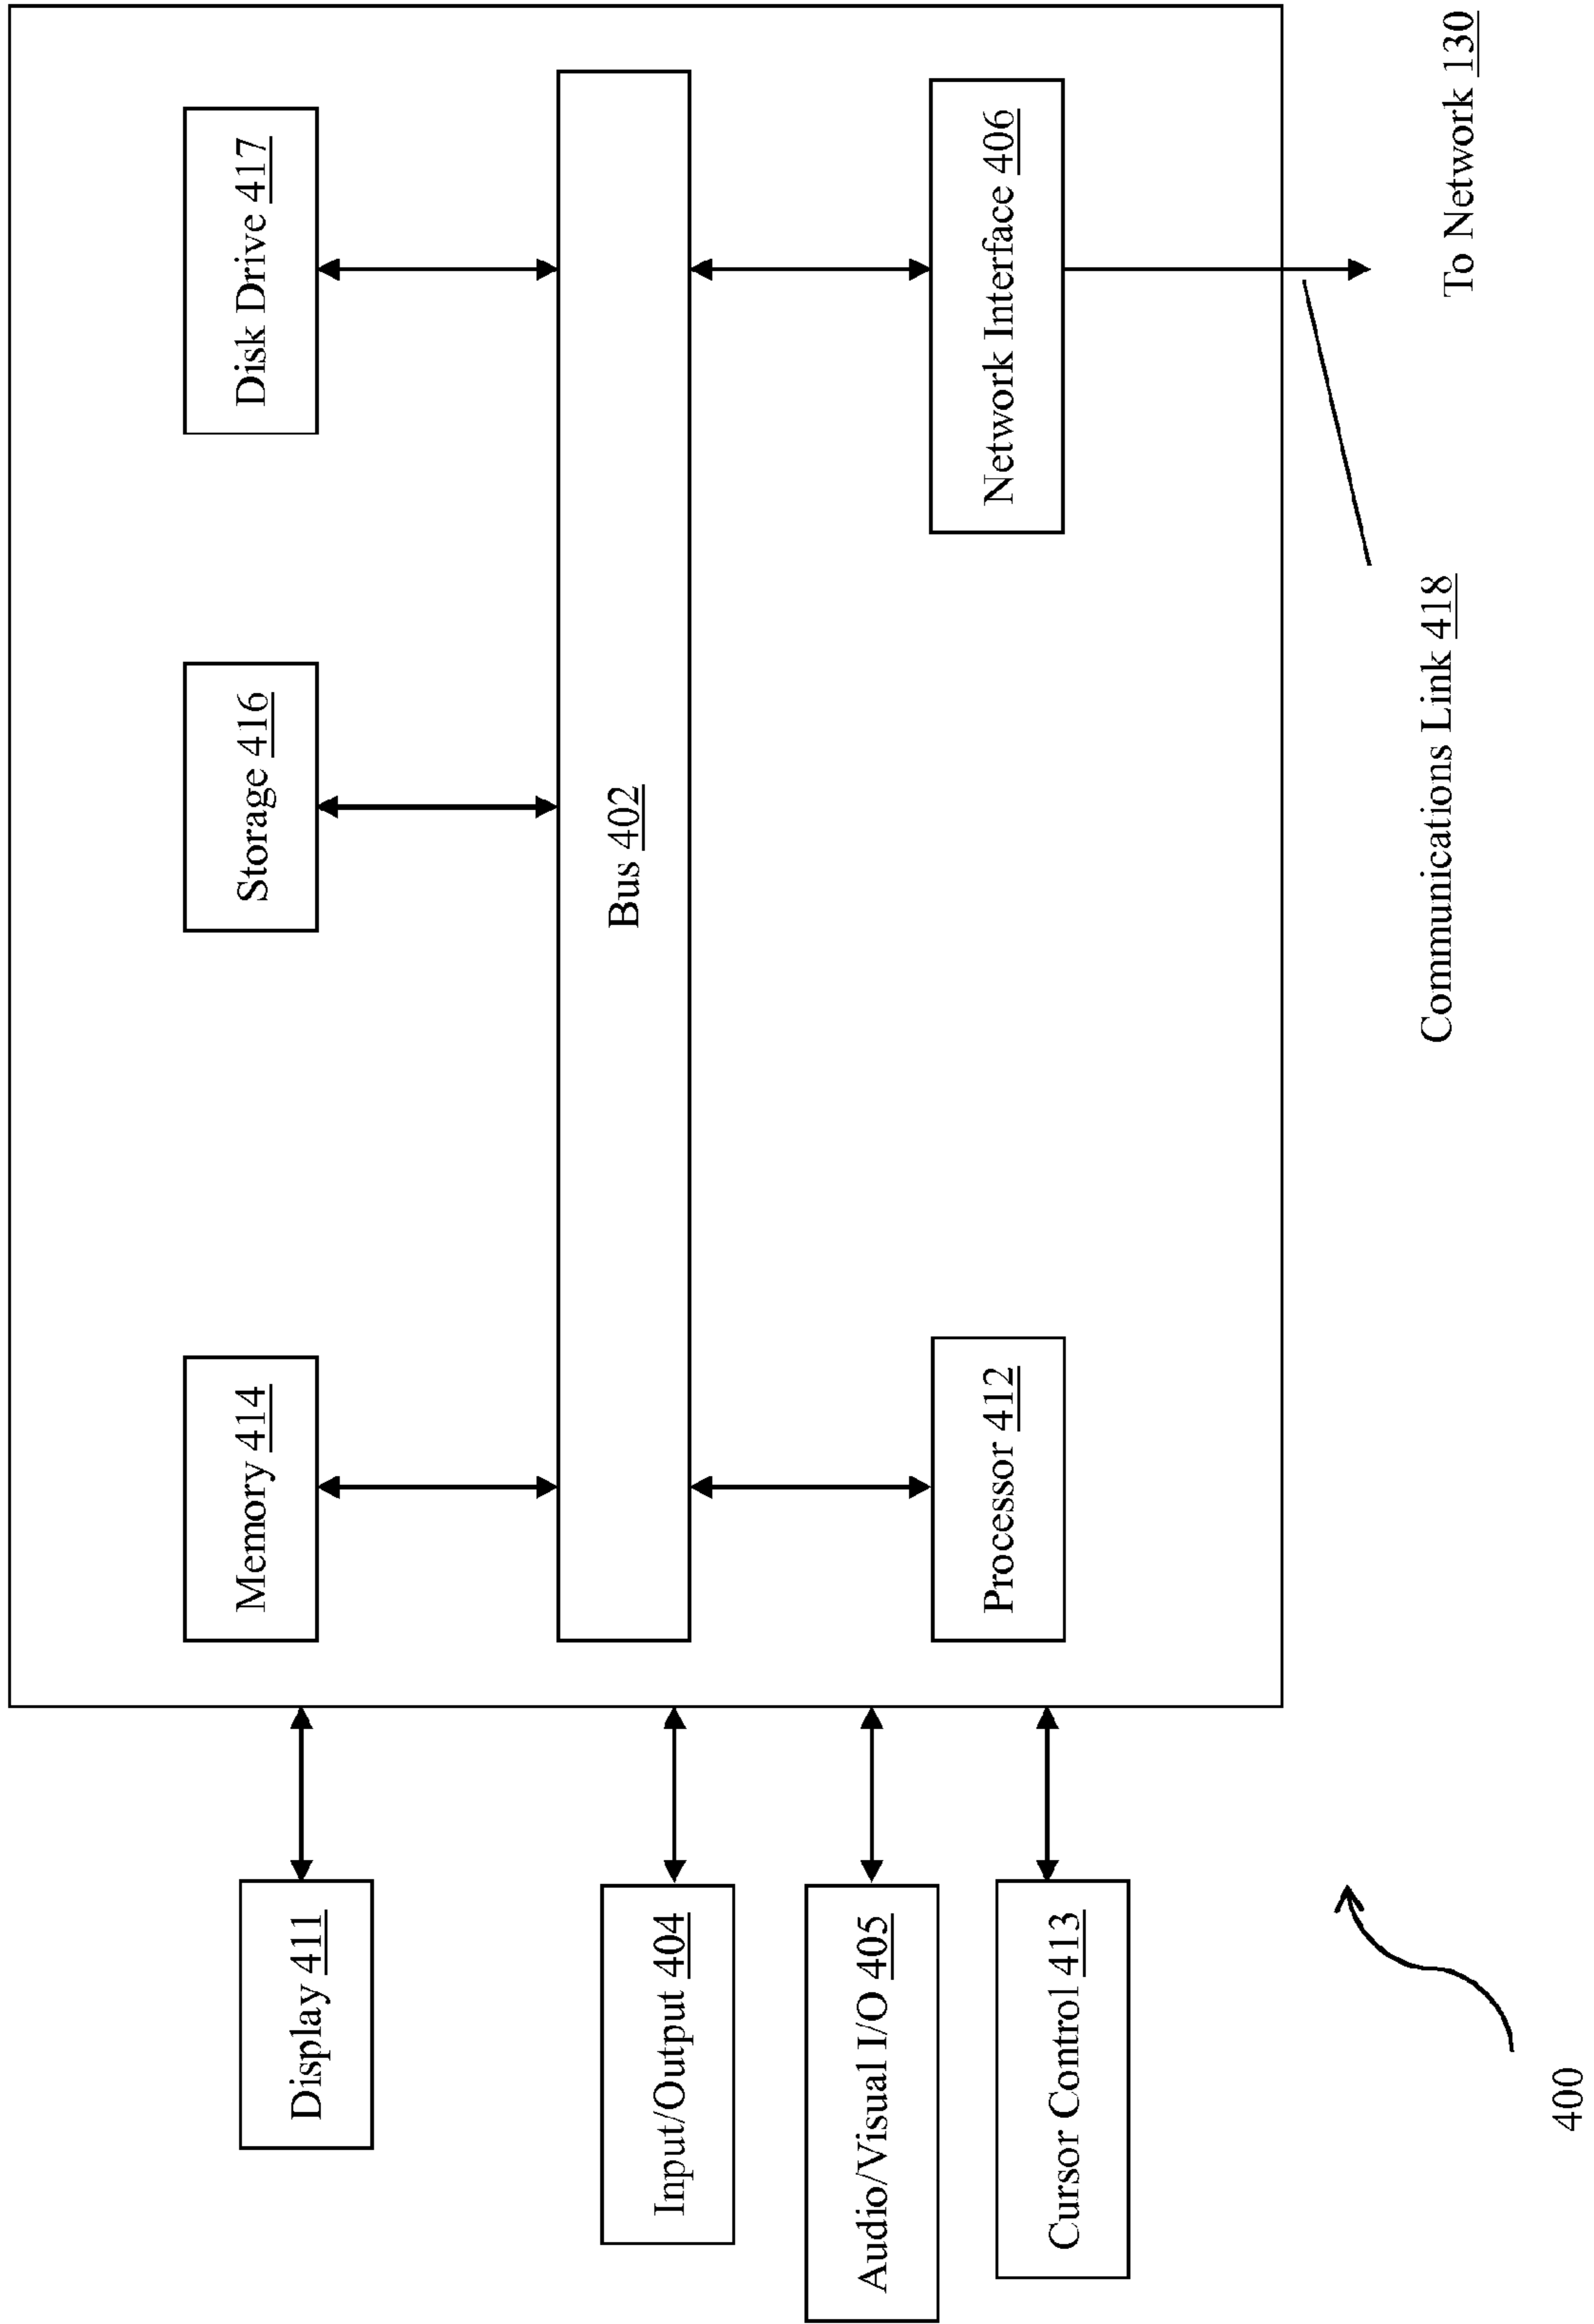 Display 411
Input/Output 404
Audio/Visual I/O 405
Cursor Control 413
Memory 414
Storage 416
Disk Drive 417
Bus 402
Processor 412
Network Interface 406
Communications Link 418
To Network 130
400